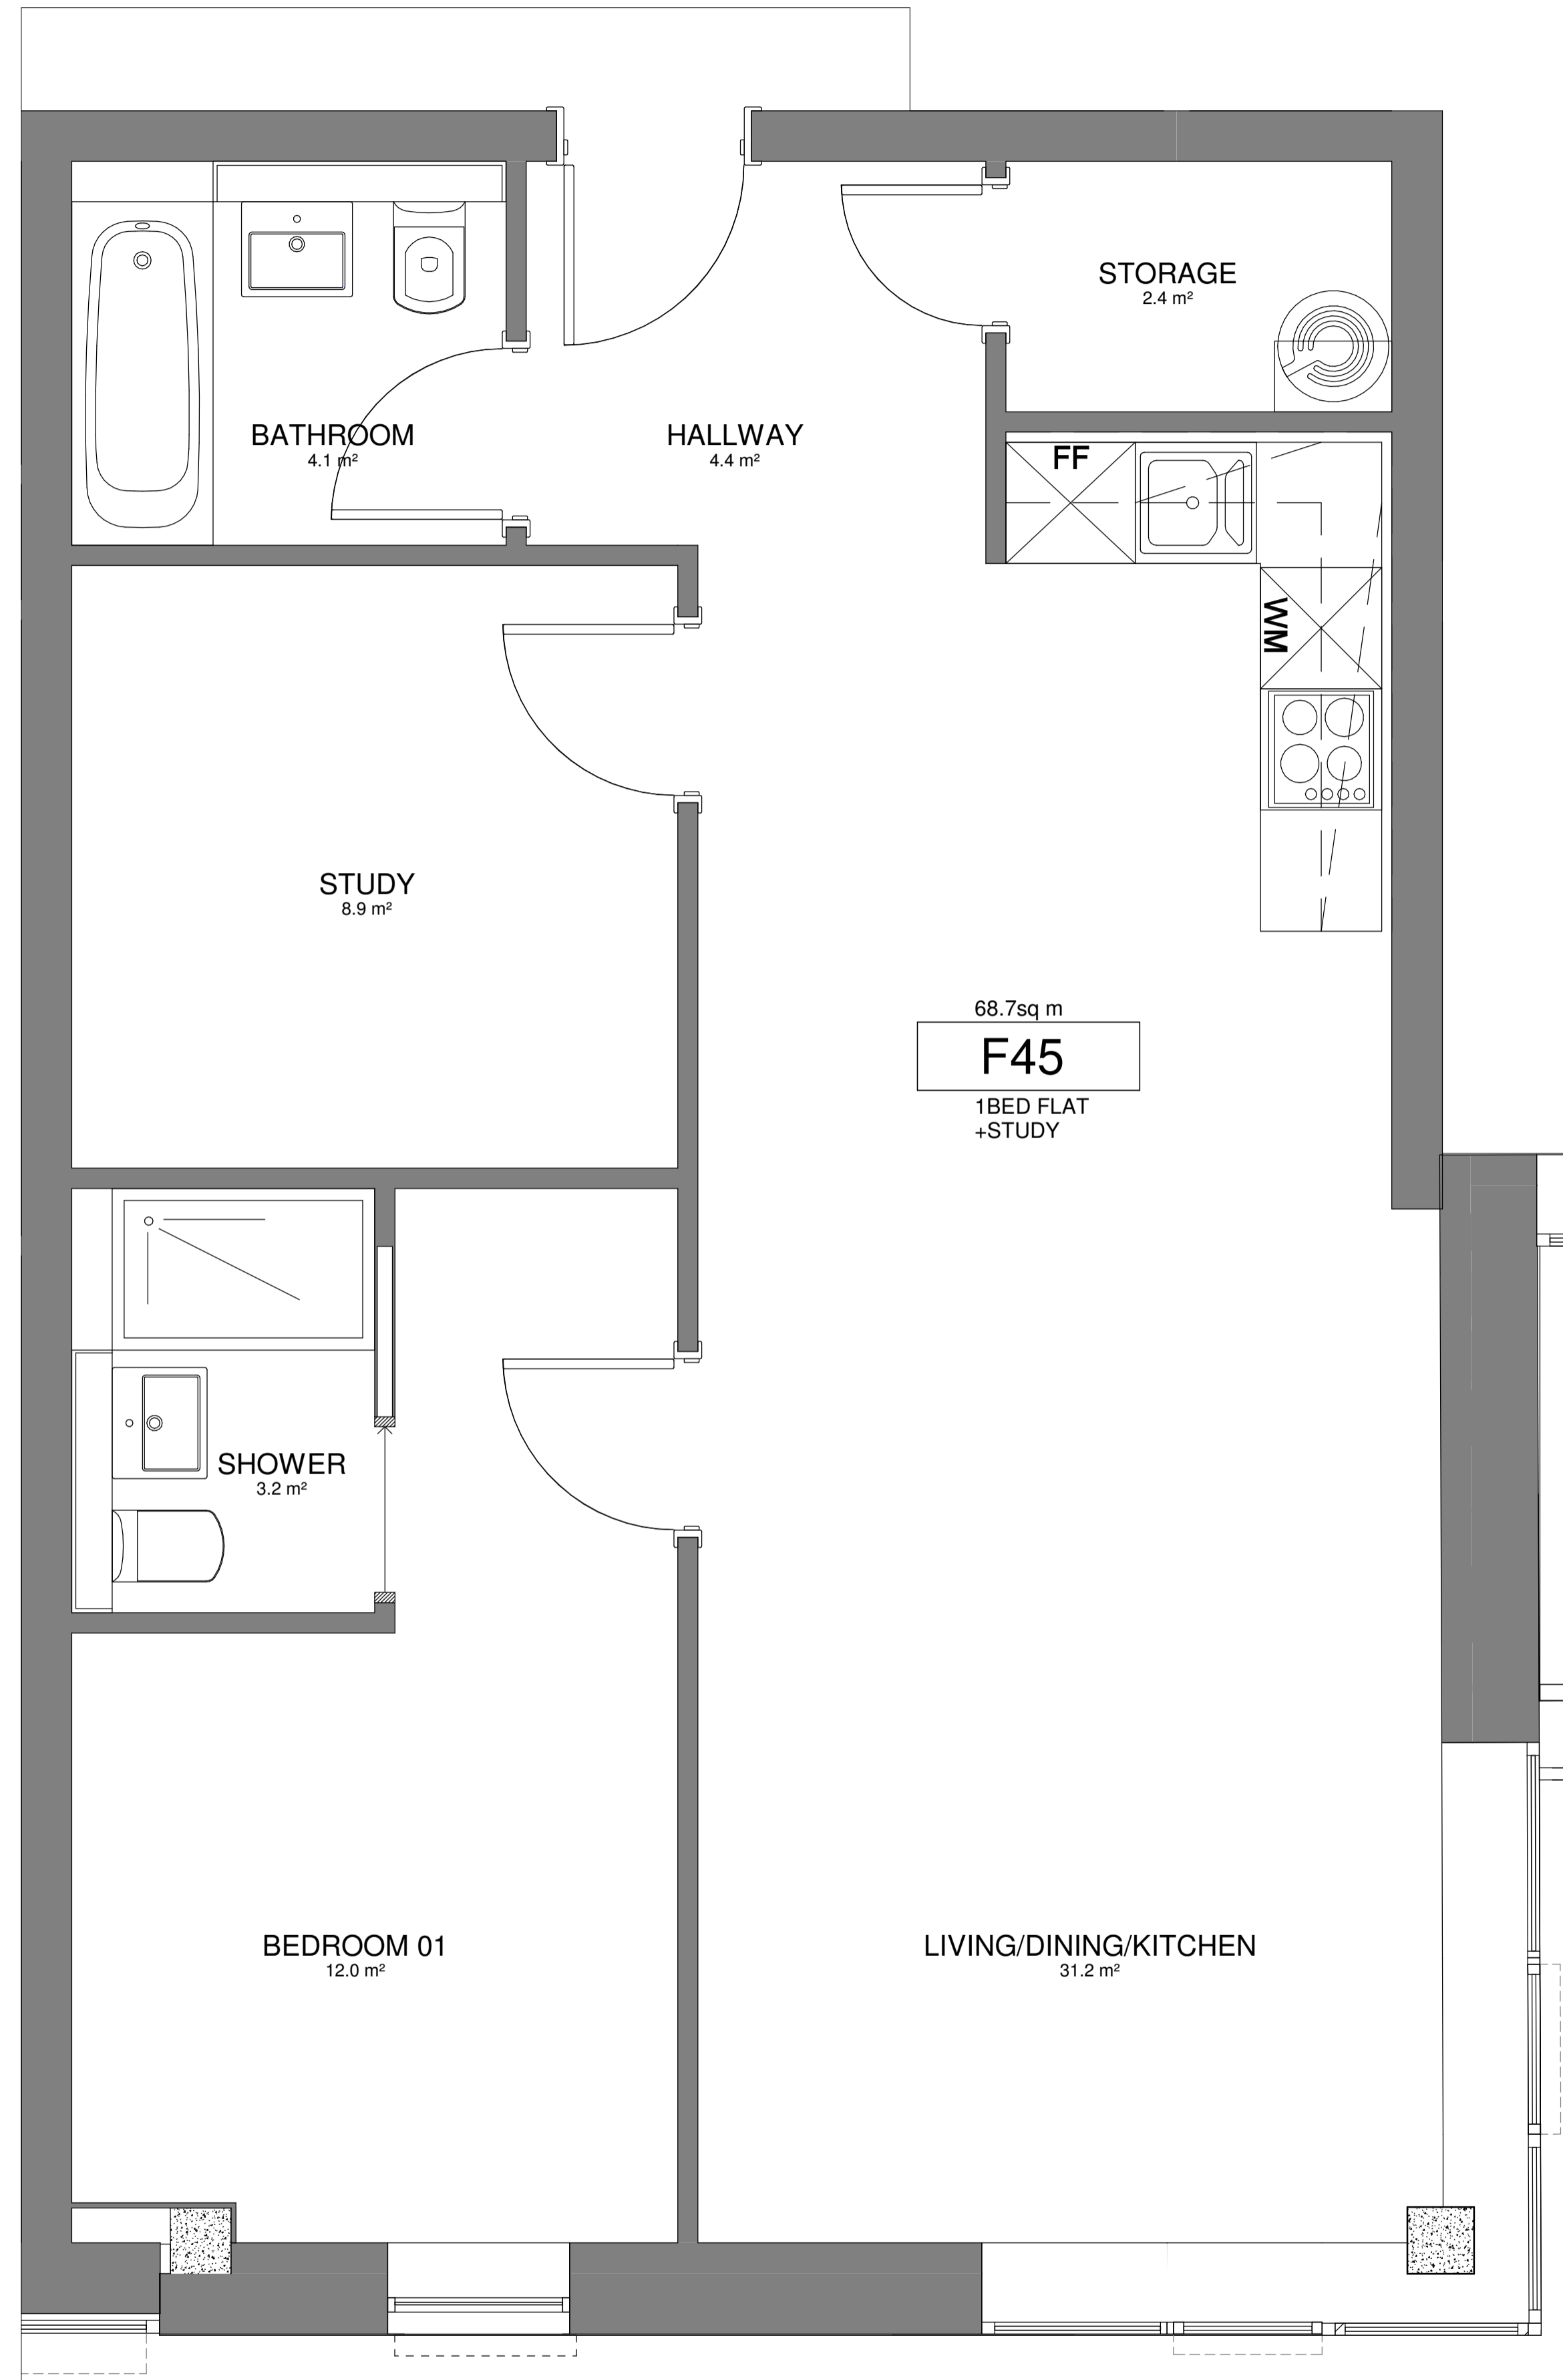 STORAGE
2.4 m²
BATHROOM
4.1 m²
HALLWAY
4.4 m²
FF
WM
STUDY
8.9 m²
68.7sq m
F45
1BED FLAT
+STUDY
SHOWER
3.2 m²
BEDROOM 01
12.0 m²
LIVING/DINING/KITCHEN
31.2 m²